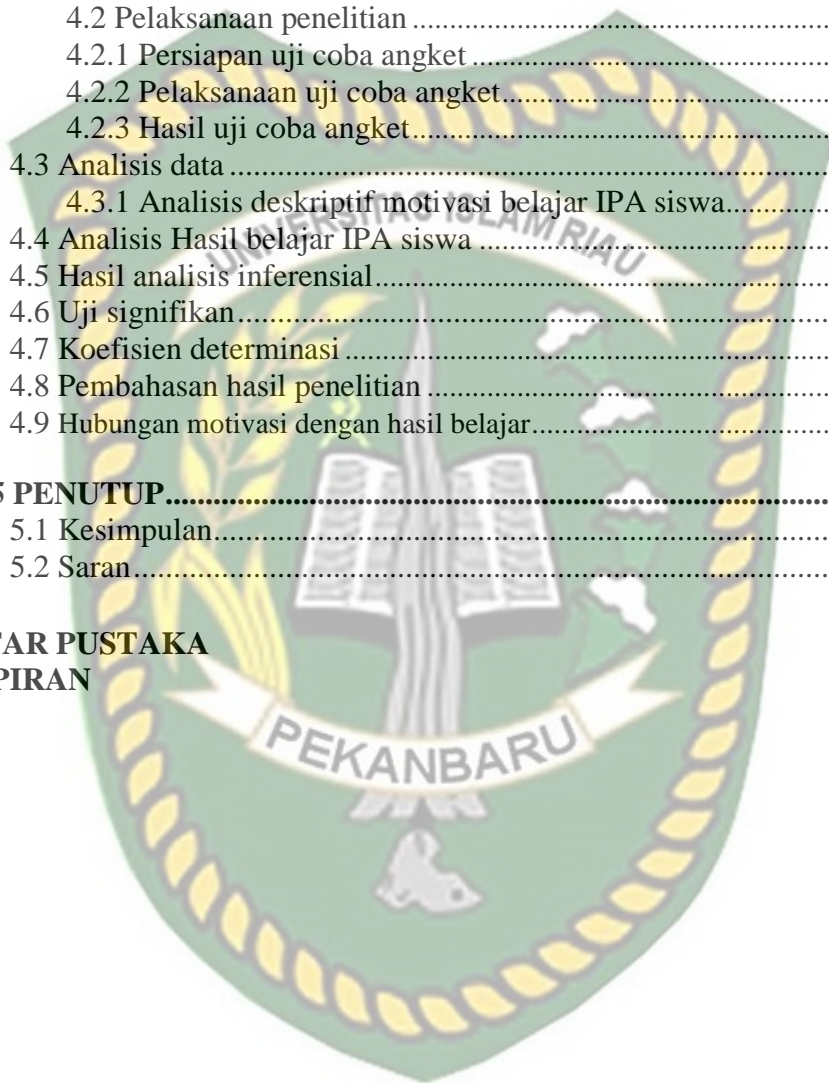 4.2 Pelaksanaan penelitian ..........................................................
4.2.1 Persiapan uji coba angket ..................................................
4.2.2 Pelaksanaan uji coba angket..............................................
4.2.3 Hasil uji coba angket..........................................................
4.3 Analisis data ..............................................................................
4.3.1 Analisis deskriptif motivasi belajar IPA siswa................
UNIVERSITAS ISLAM RIAU
4.4 Analisis Hasil belajar IPA siswa ...............................................
4.5 Hasil analisis inferensial............................................................
4.6 Uji signifikan..............................................................................
4.7 Koefisien determinasi ................................................................
4.8 Pembahasan hasil penelitian .....................................................
4.9 Hubungan motivasi dengan hasil belajar...................................
5 PENUTUP..................................................................................
5.1 Kesimpulan.................................................................................
5.2 Saran...........................................................................................
TAR PUSTAKA
PIRAN
PEKANBARU